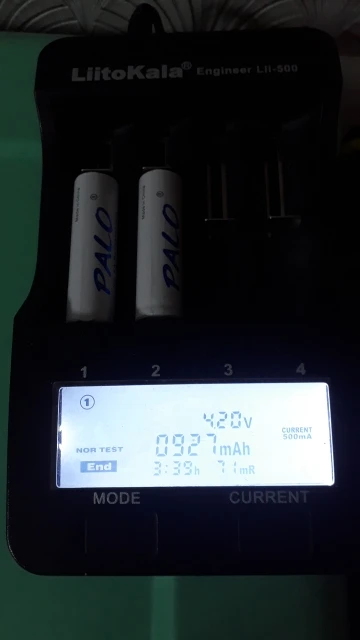 LiitoKala® Engineer Lii-500
PALO
PALO
1 2 3 4
1
4.20V
CURRENT
500mA
NOR TEST
0927mAh
End
3:39h 71mR
MODE CURRENT